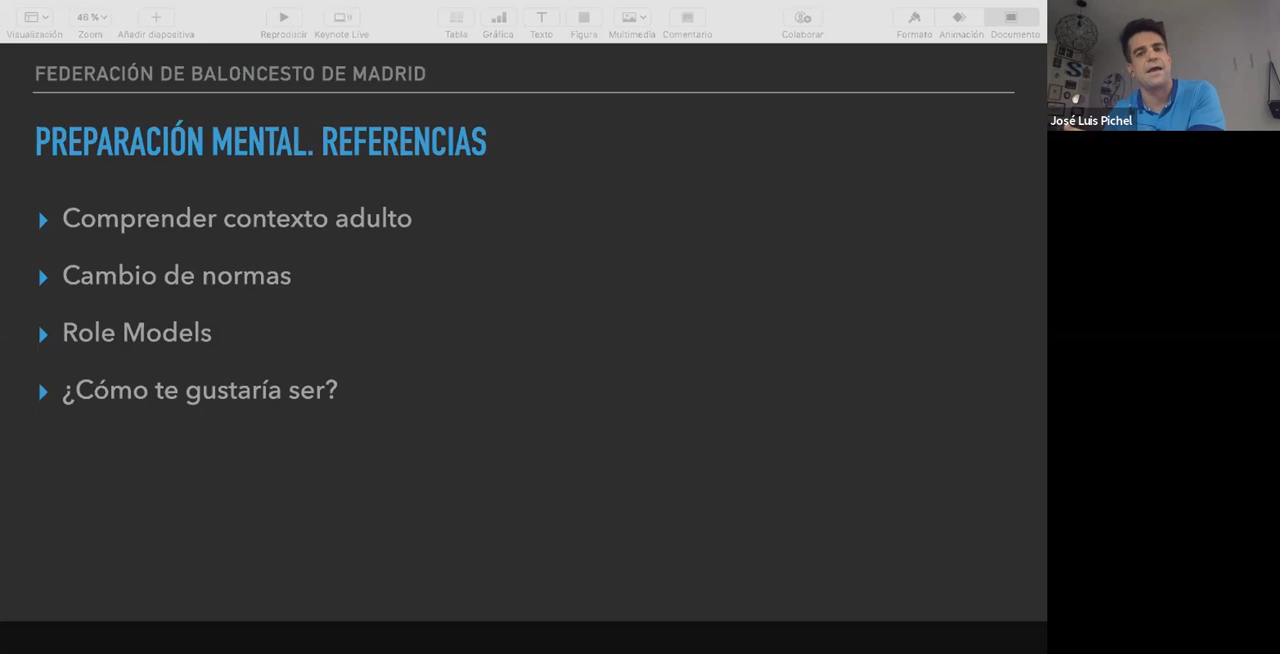 46 %
Visualización Zoom Añadir diapositiva Reproducir Keynote Live Tabla Gráfica Texto Figura Multimedia Comentario Colaborar Formato Animación Documento
FEDERACIÓN DE BALONCESTO DE MADRID
PREPARACIÓN MENTAL. REFERENCIAS
Comprender contexto adulto
Cambio de normas
Role Models
¿Cómo te gustaría ser?
José Luis Pichel